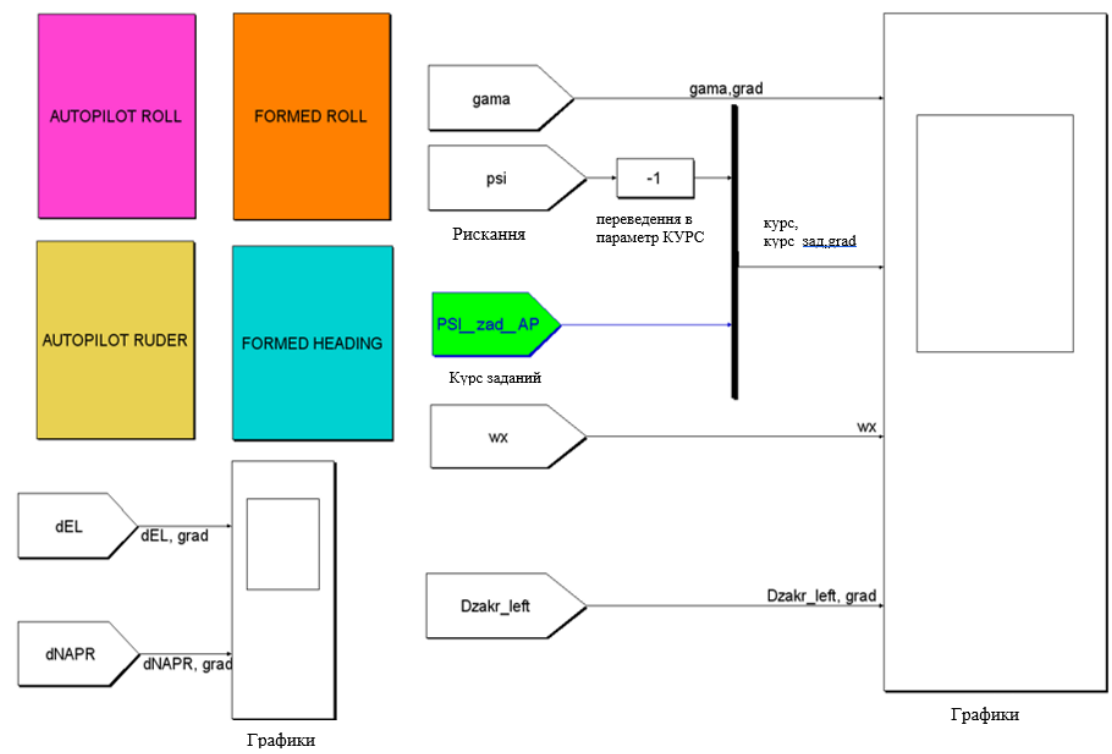 AUTOPILOT ROLL
FORMED ROLL
AUTOPILOT RUDER
FORMED HEADING
dEL
dEL, grad
dNAPR
dNAPR, grad
Графики
gama
gama,grad
psi
-1
Рискання
переведення в
параметр КУРС
курс,
курс зад,grad
PSI_zad_AP
Курс заданий
wx
wx
Dzakr_left
Dzakr_left, grad
Графики